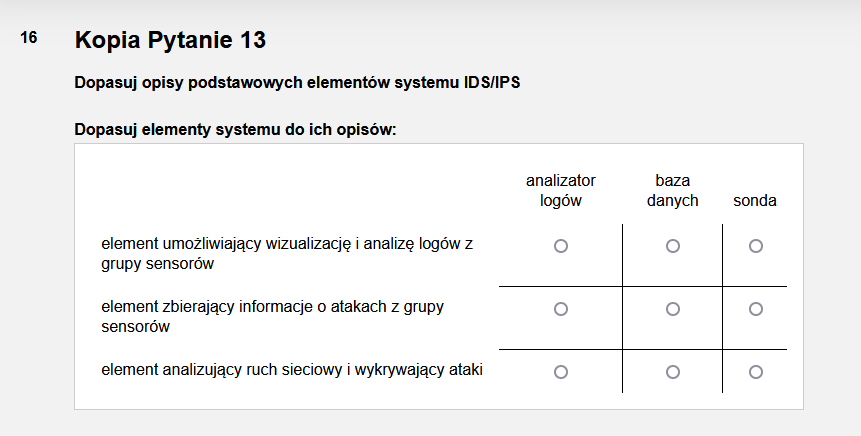 16
Kopia Pytanie 13
Dopasuj opisy podstawowych elementów systemu IDS/IPS
Dopasuj elementy systemu do ich opisów:
analizator
logów
baza
danych
sonda
element umożliwiający wizualizację i analizę logów z
grupy sensorów
element zbierający informacje o atakach z grupy
sensorów
element analizujący ruch sieciowy i wykrywający ataki